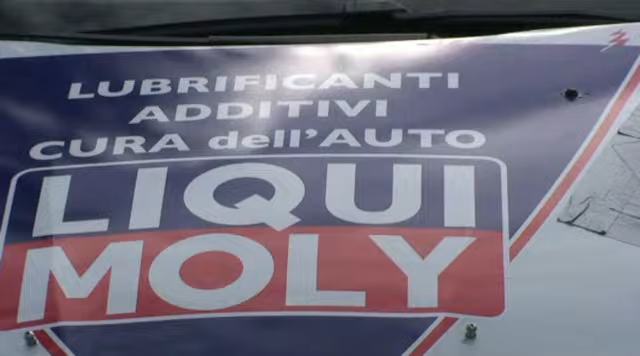 LUBRIFICANTI
ADDITIVI
CURA dell'AUTO
LIQUI
MOLY